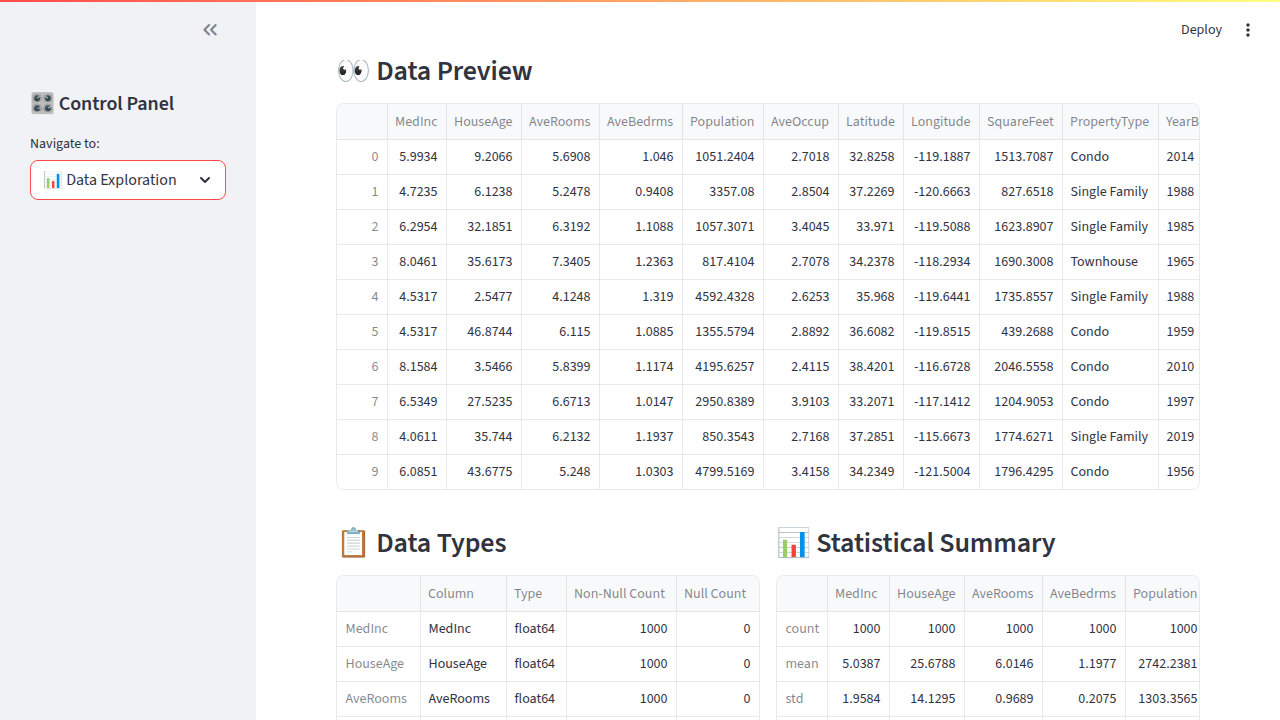 Deploy
Control Panel
Navigate to:
Data Exploration
Data Preview
MedInc HouseAge AveRooms AveBedrms Population AveOccup Latitude Longitude SquareFeet PropertyType YearB
0 5.9934 9.2066 5.6908 1.046 1051.2404 2.7018 32.8258 -119.1887 1513.7087 Condo 2014
1 4.7235 6.1238 5.2478 0.9408 3357.08 2.8504 37.2269 -120.6663 827.6518 Single Family 1988
2 6.2954 32.1851 6.3192 1.1088 1057.3071 3.4045 33.971 -119.5088 1623.8907 Single Family 1985
3 8.0461 35.6173 7.3405 1.2363 817.4104 2.7078 34.2378 -118.2934 1690.3008 Townhouse 1965
4 4.5317 2.5477 4.1248 1.319 4592.4328 2.6253 35.968 -119.6441 1735.8557 Single Family 1988
5 4.5317 46.8744 6.115 1.0885 1355.5794 2.8892 36.6082 -119.8515 439.2688 Condo 1959
6 8.1584 3.5466 5.8399 1.1174 4195.6257 2.4115 38.4201 -116.6728 2046.5558 Condo 2010
7 6.5349 27.5235 6.6713 1.0147 2950.8389 3.9103 33.2071 -117.1412 1204.9053 Condo 1997
8 4.0611 35.744 6.2132 1.1937 850.3543 2.7168 37.2851 -115.6673 1774.6271 Single Family 2019
9 6.0851 43.6775 5.248 1.0303 4799.5169 3.4158 34.2349 -121.5004 1796.4295 Condo 1956
Data Types
Column Type Non-Null Count Null Count
MedInc MedInc float64 1000 0
HouseAge HouseAge float64 1000 0
AveRooms AveRooms float64 1000 0
Statistical Summary
MedInc HouseAge AveRooms AveBedrms Population
count 1000 1000 1000 1000 1000
mean 5.0387 25.6788 6.0146 1.1977 2742.2381
std 1.9584 14.1295 0.9689 0.2075 1303.3565